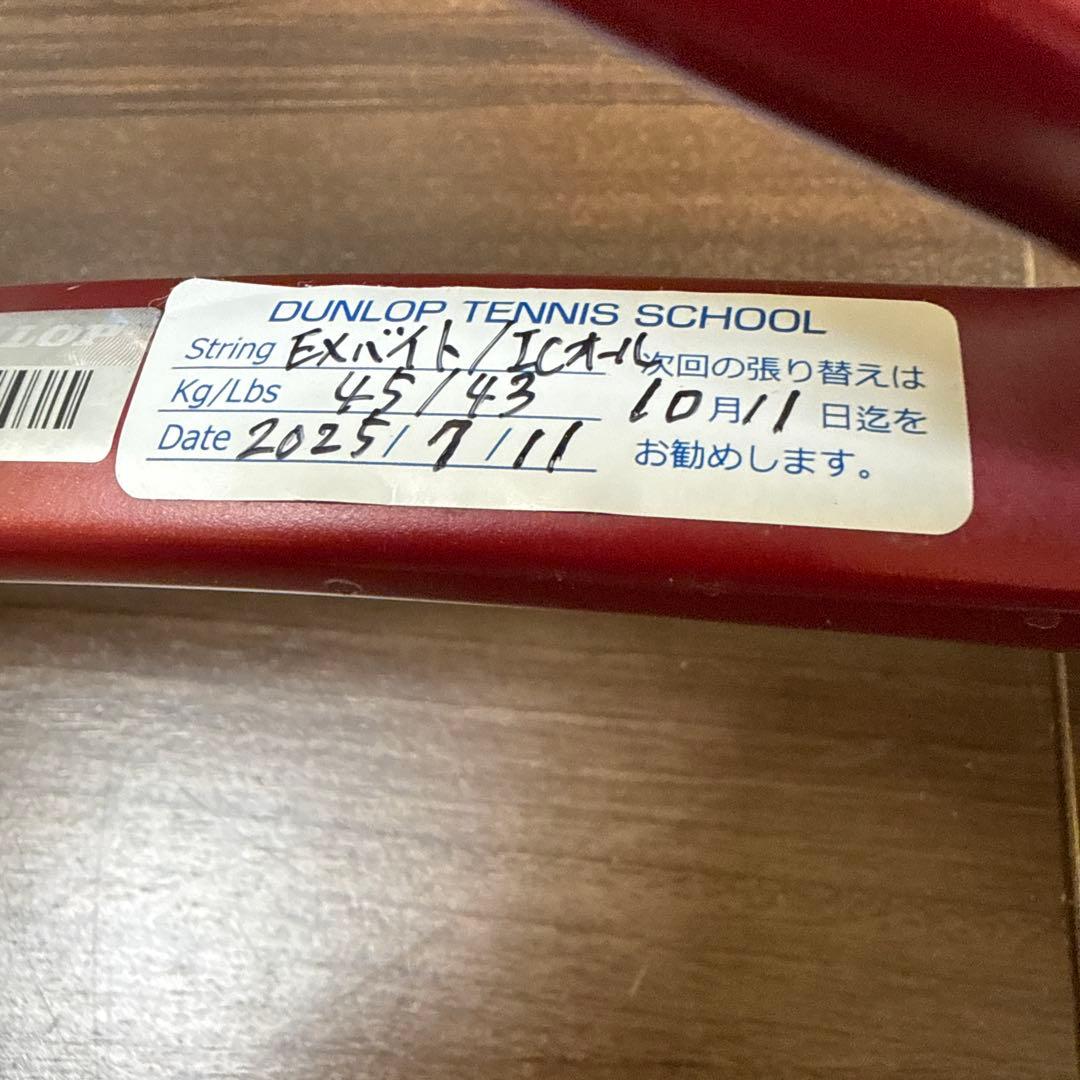 LOP
DUNLOP TENNIS SCHOOL
String EXバイト/ICオール
Kg/Lbs 45/43
Date 2025/7/11
次回の張り替えは
10月11日迄を
お勧めします。